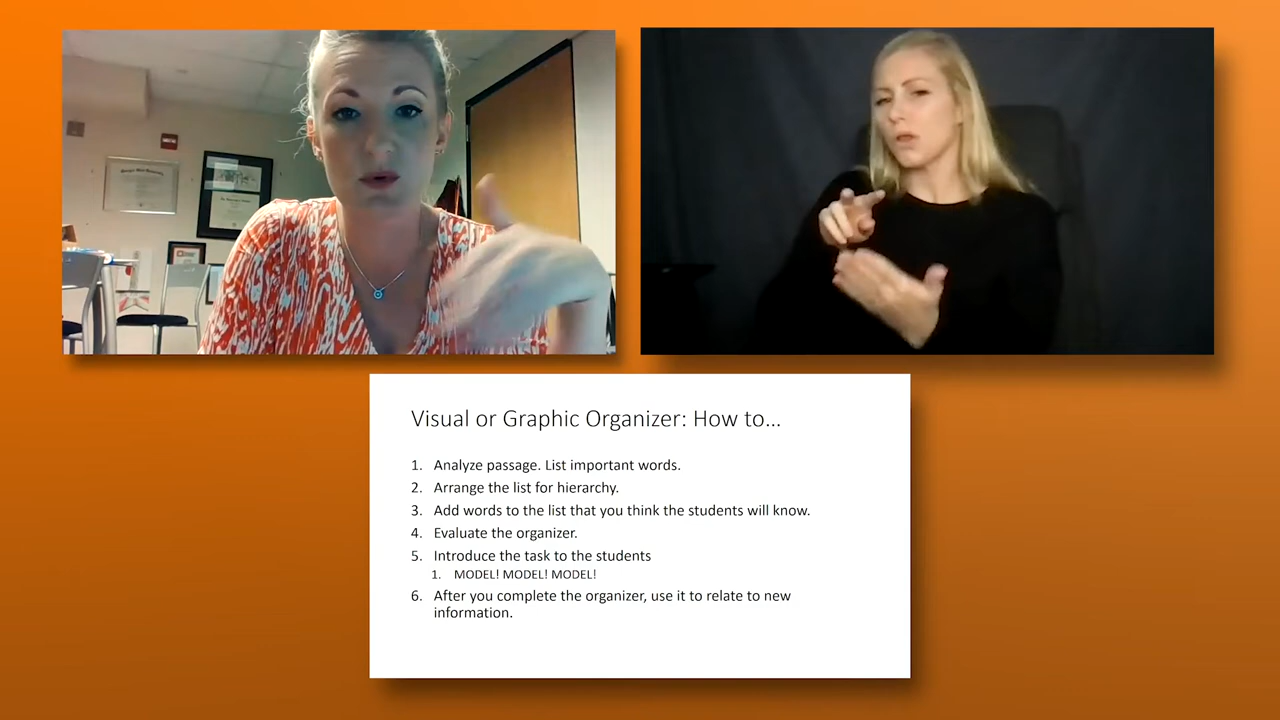 Visual or Graphic Organizer: How to...
1. Analyze passage. List important words.
2. Arrange the list for hierarchy.
3. Add words to the list that you think the students will know.
4. Evaluate the organizer.
5. Introduce the task to the students
1. MODEL! MODEL! MODEL!
6. After you complete the organizer, use it to relate to new
information.